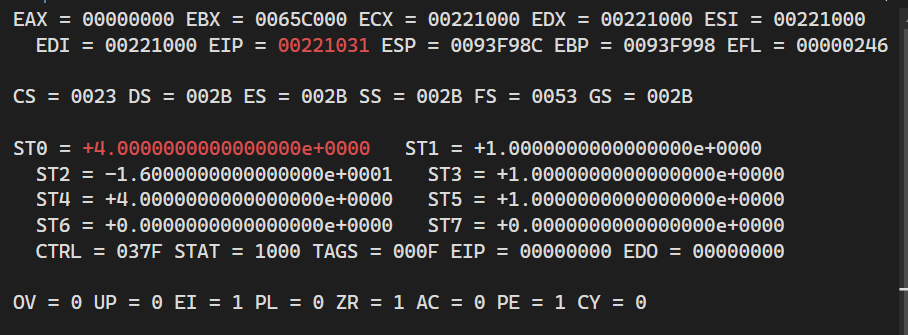 EAX = 00000000 EBX = 0065C000 ECX = 00221000 EDX = 00221000 ESI = 00221000
EDI = 00221000 EIP = 00221031 ESP = 0093F98C EBP = 0093F998 EFL = 00000246
CS = 0023 DS = 002B ES = 002B SS = 002B FS = 0053 GS = 002B
ST0 = +4.0000000000000000e+0000 ST1 = +1.0000000000000000e+0000
ST2 = -1.6000000000000000e+0001 ST3 = +1.0000000000000000e+0000
ST4 = +4.0000000000000000e+0000 ST5 = +1.0000000000000000e+0000
ST6 = +0.0000000000000000e+0000 ST7 = +0.0000000000000000e+0000
CTRL = 037F STAT = 1000 TAGS = 000F EIP = 00000000 EDO = 00000000
OV = 0 UP = 0 EI = 1 PL = 0 ZR = 1 AC = 0 PE = 1 CY = 0